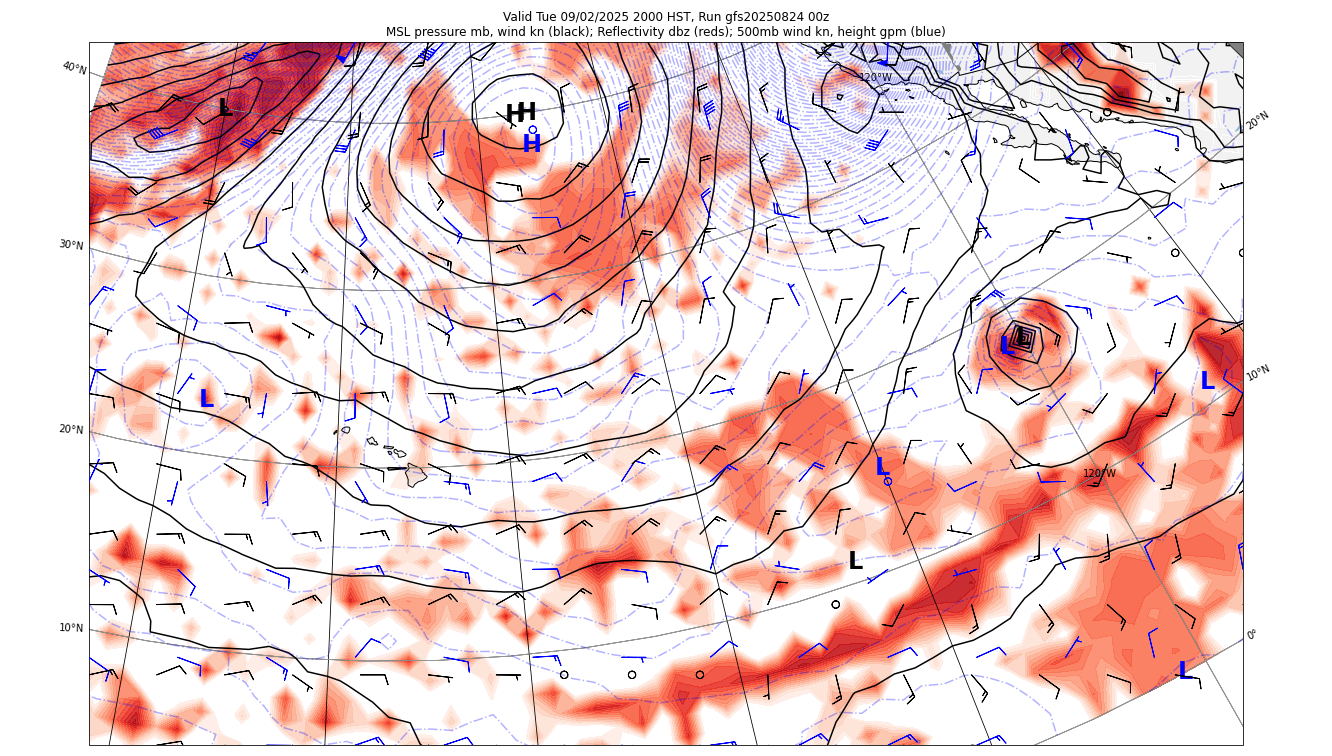 Valid Tue 09/02/2025 2000 HST, Run gfs20250824 00z
MSL pressure mb, wind kn (black); Reflectivity dbz (reds); 500mb wind kn, height gpm (blue)
40°N
120°W
20°N
L
HH
H
30°N
L
L
10°N
L
L
20°N
L
120°W
L
10°N
0°
L